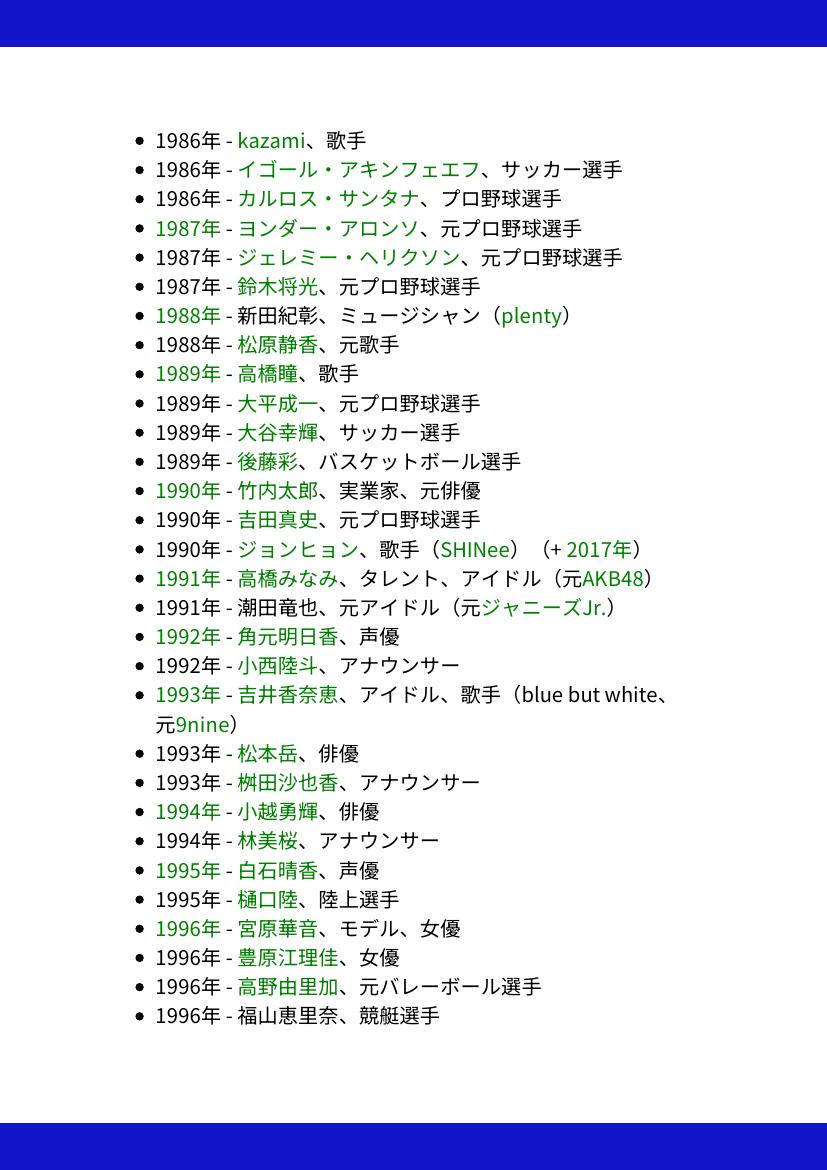 • 1986年 - kazami、歌手
• 1986年 - イゴール・アキンフェエフ、サッカー選手
• 1986年 - カルロス・サンタナ、プロ野球選手
• 1987年 - ヨンダー・アロンソ、元プロ野球選手
• 1987年 - ジェレミー・ヘリクソン、元プロ野球選手
• 1987年 - 鈴木将光、元プロ野球選手
• 1988年 - 新田紀彰、ミュージシャン（plenty）
• 1988年 - 松原静香、元歌手
• 1989年 - 高橋瞳、歌手
• 1989年 - 大平成一、元プロ野球選手
• 1989年 - 大谷幸輝、サッカー選手
• 1989年 - 後藤彩、バスケットボール選手
• 1990年 - 竹内太郎、実業家、元俳優
• 1990年 - 吉田真史、元プロ野球選手
• 1990年 - ジョンヒョン、歌手（SHINee）（+ 2017年）
• 1991年 - 高橋みなみ、タレント、アイドル（元AKB48）
• 1991年 - 潮田竜也、元アイドル（元ジャニーズJr.）
• 1992年 - 角元明日香、声優
• 1992年 - 小西陸斗、アナウンサー
• 1993年 - 吉井香奈恵、アイドル、歌手（blue but white、
元9nine）
• 1993年 - 松本岳、俳優
• 1993年 - 桝田沙也香、アナウンサー
• 1994年 - 小越勇輝、俳優
• 1994年 - 林美桜、アナウンサー
• 1995年 - 白石晴香、声優
• 1995年 - 樋口陸、陸上選手
• 1996年 - 宮原華音、モデル、女優
• 1996年 - 豊原江理佳、女優
• 1996年 - 高野由里加、元バレーボール選手
• 1996年 - 福山恵里奈、競艇選手